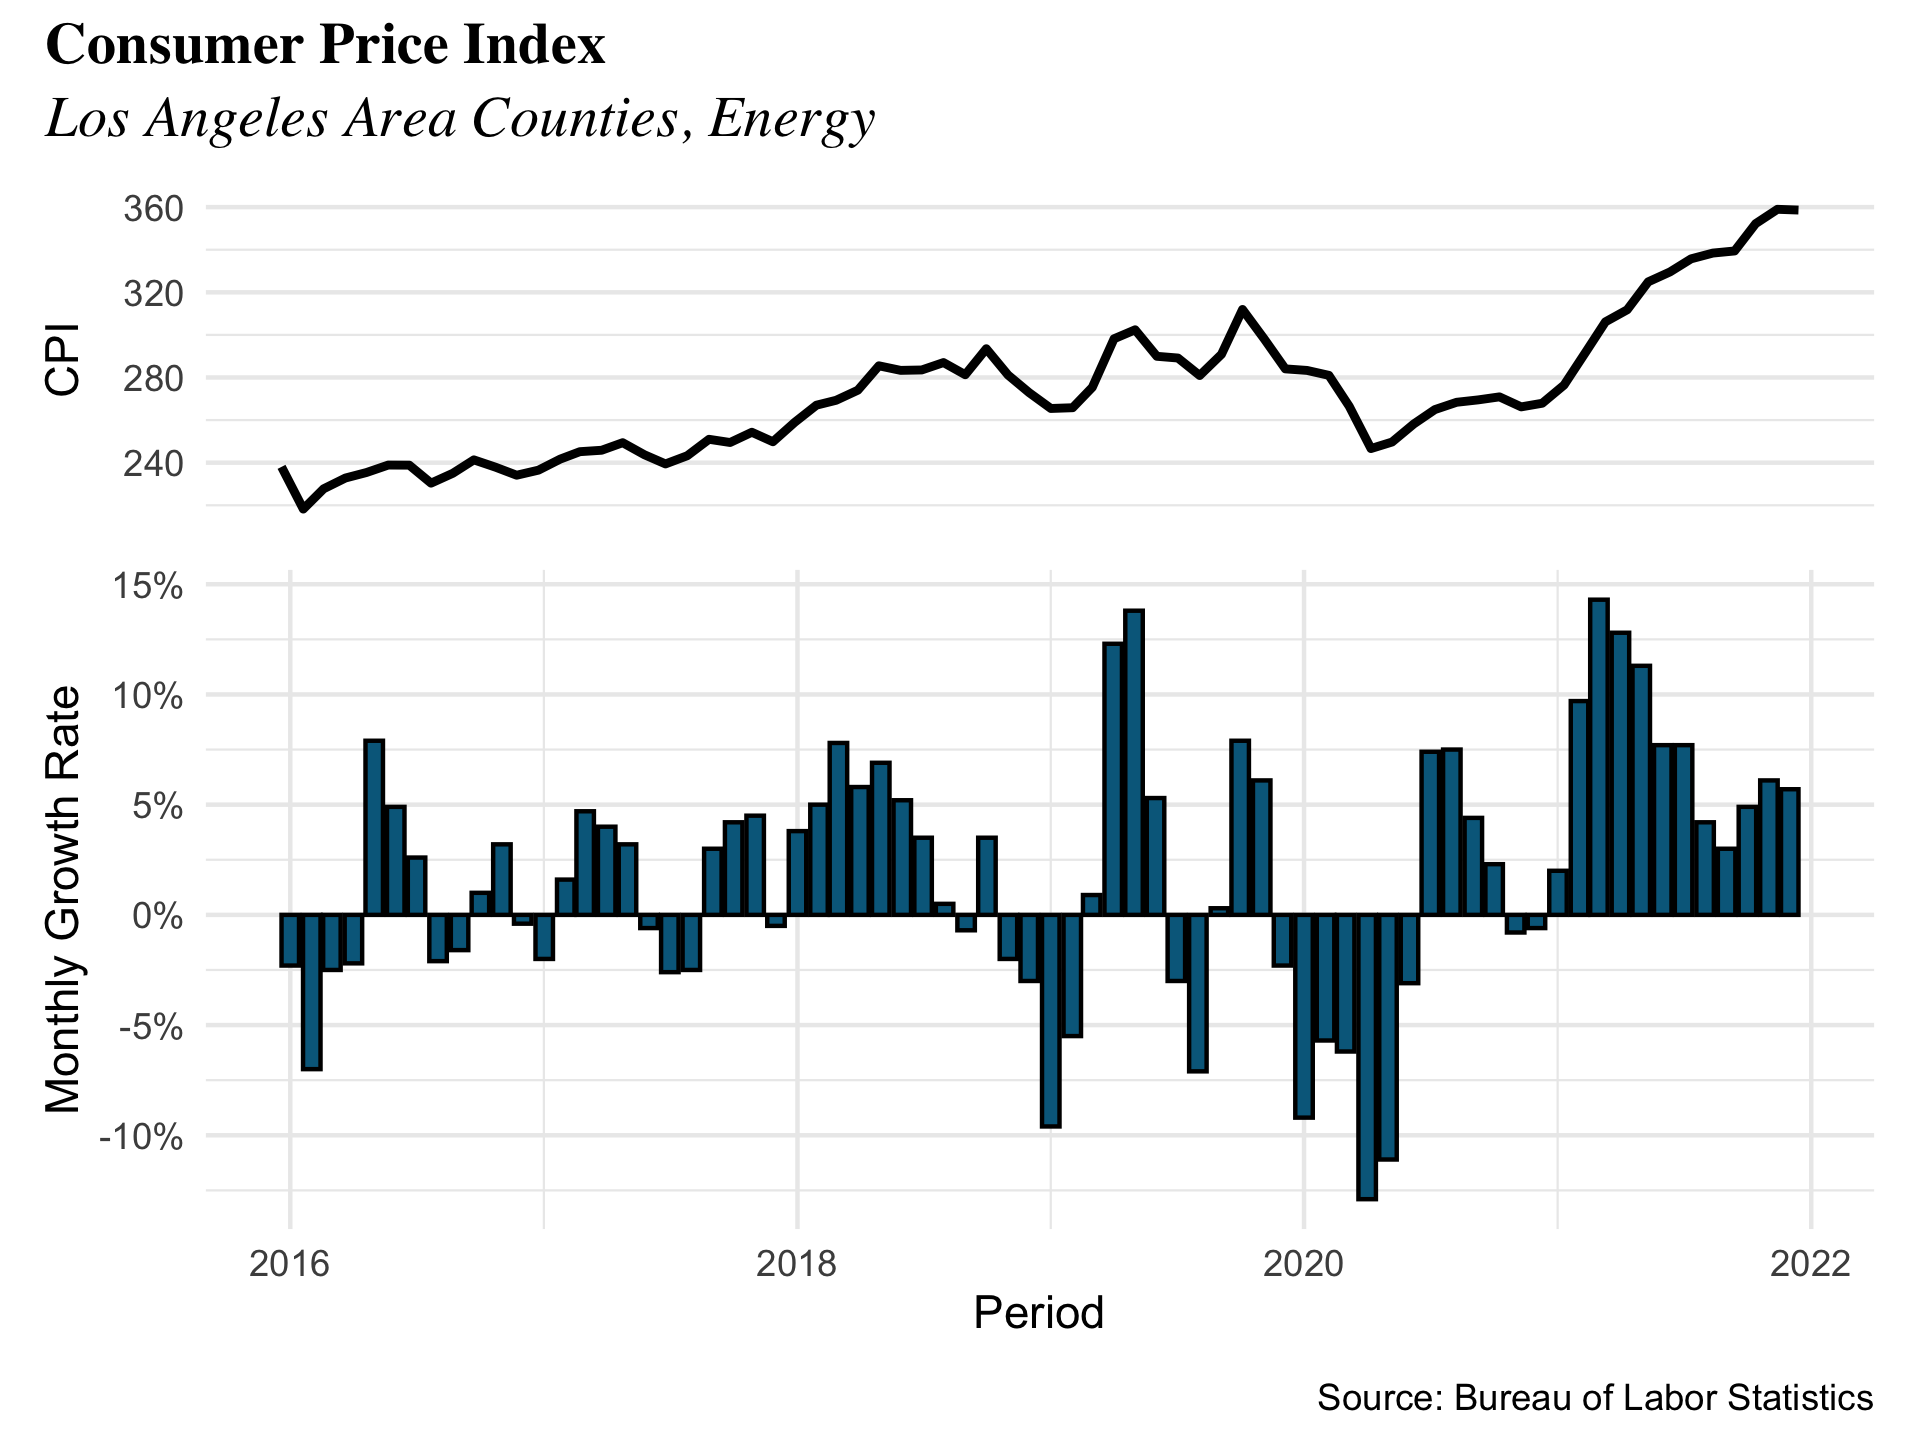 Consumer Price Index
Los Angeles Area Counties, Energy
CPI
360
320
280
240
Monthly Growth Rate
15%
10%
5%
0%
-5%
-10%
2016 2018 2020 2022
Period
Source: Bureau of Labor Statistics